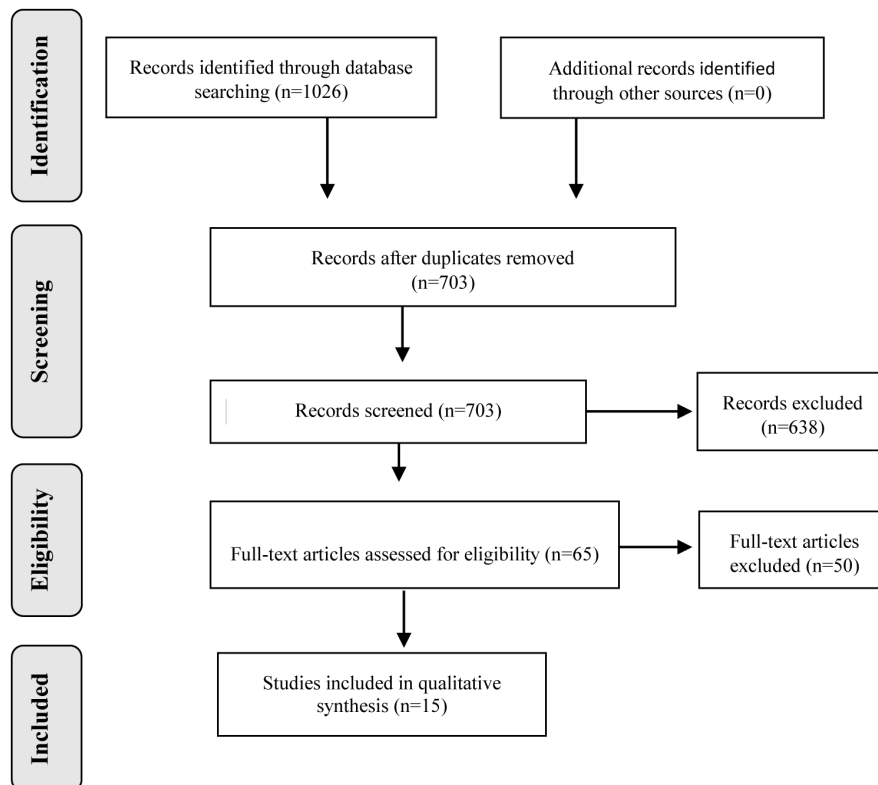 Identification
Records identified through database
searching (n=1026)
Additional records identified
through other sources (n=0)
Screening
Records after duplicates removed
(n=703)
Records screened (n=703)
Records excluded
(n=638)
Eligibility
Full-text articles assessed for eligibility (n=65)
Full-text articles
excluded (n=50)
Included
Studies included in qualitative
synthesis (n=15)